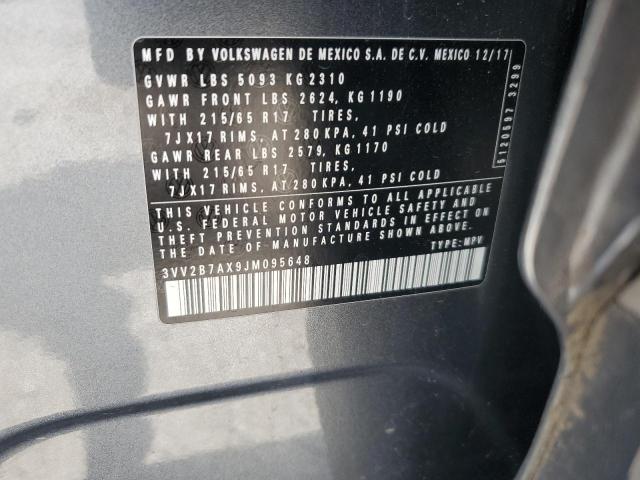 MFD BY VOLKSWAGEN DE MEXICO S.A. DE C.V. MEXICO 12/17
GVWR LBS 5093 KG 2310
GAWR FRONT LBS 2624, KG 1190
WITH 215/65 R17 TIRES,
7JX17 RIMS, AT 280 KPA, 41 PSI COLD
GAWR REAR LBS 2579, KG 1170
WITH 215/65 R17 TIRES,
7JX17 RIMS, AT 280 KPA, 41 PSI COLD
THIS VEHICLE CONFORMS TO ALL APPLICABLE
U.S. FEDERAL MOTOR VEHICLE SAFETY AND
THEFT PREVENTION STANDARDS IN EFFECT ON
THE DATE OF MANUFACTURE SHOWN ABOVE.
3VV2B7AX9JM095648 TYPE: MPV
5120597 3299